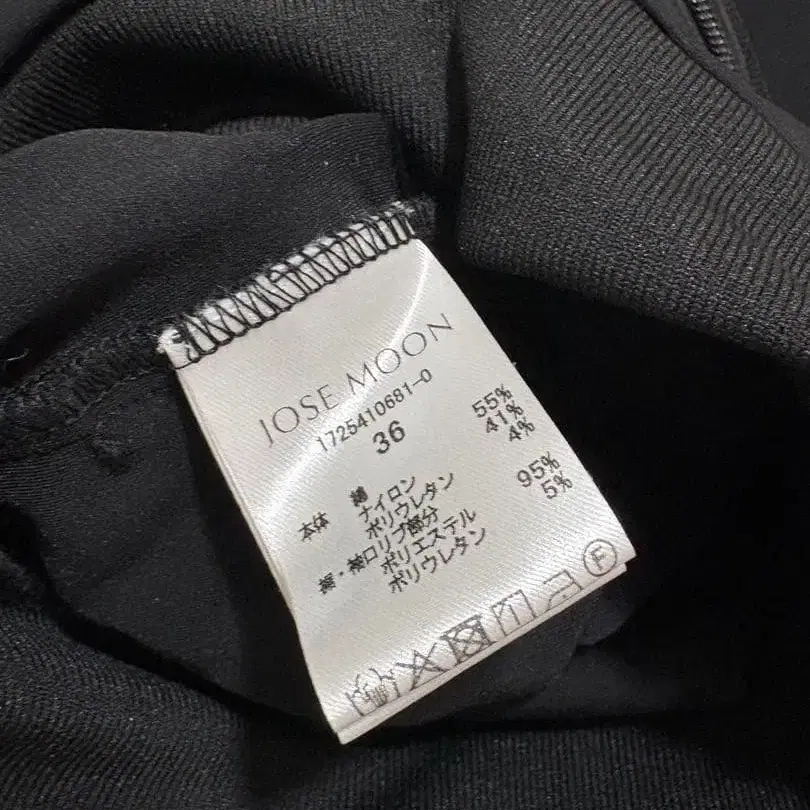 JOSE MOON
1725410681-0
36
本体 綿 55%
ナイロン 41%
ポリウレタン 4%
裾・袖口リブ部分
ポリエステル 95%
ポリウレタン 5%
F